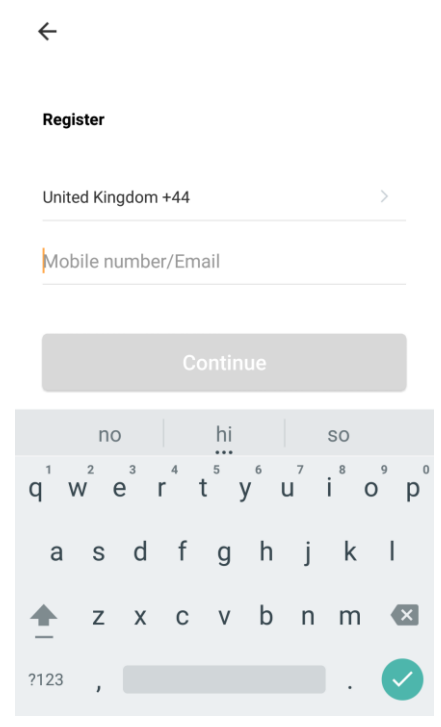 Register
United Kingdom +44
Mobile number/Email
Continue
no hi so
1 2 3 4 5 6 7 8 9 0
q w e r t y u i o p
a s d f g h j k l
z x c v b n m
?123 , .